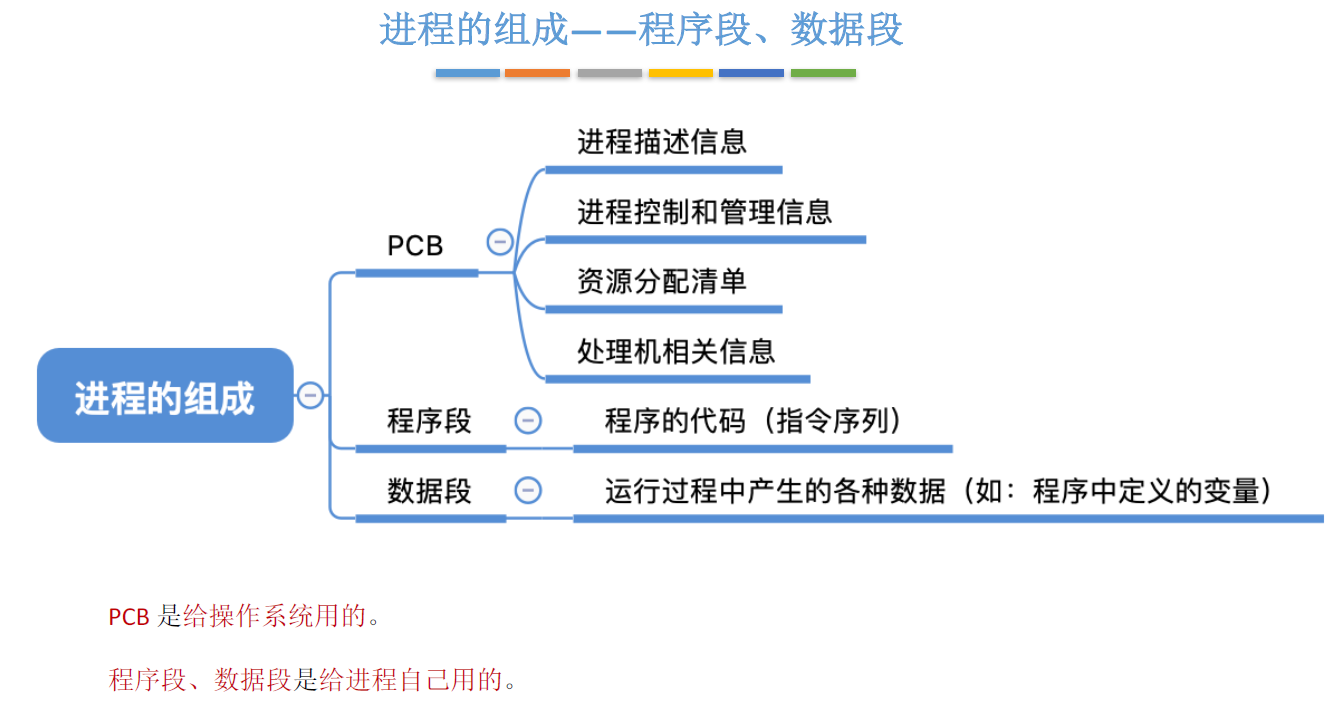 进程的组成——程序段、数据段
进程描述信息
进程控制和管理信息
PCB
资源分配清单
处理机相关信息
进程的组成
程序段
程序的代码（指令序列）
数据段
运行过程中产生的各种数据（如：程序中定义的变量）
PCB 是给操作系统用的。
程序段、数据段是给进程自己用的。